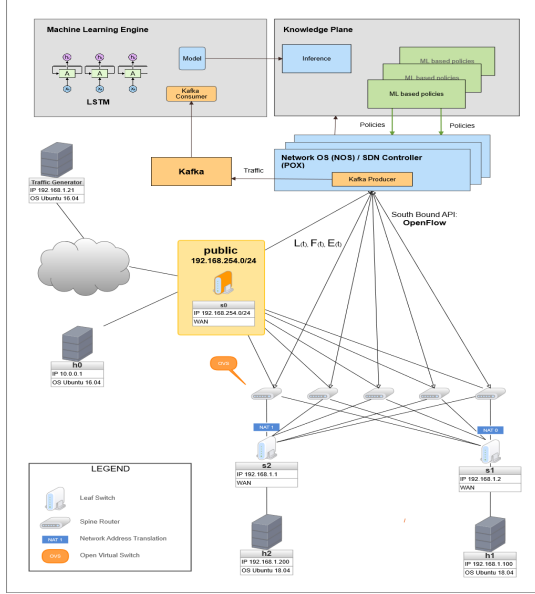 Machine Learning Engine
Knowledge Plane
Model
Inference
ML based policies
ML based policies
ML based policies
A
A
A
LSTM
Kafka
Consumer
Policies
Policies
Network OS (NOS) / SDN Controller
(POX)
Kafka Producer
Kafka
Traffic
Traffic Generator
IP 192.168.1.21
OS Ubuntu 16.04
South Bound API:
OpenFlow
L(t), F(t), E(t)
public
192.168.254.0/24
s0
IP 192.168.254.0/24
WAN
h0
IP 10.0.0.1
OS Ubuntu 16.04
OVS
NAT 1
NAT 8
s2
IP 192.168.1.1
WAN
s1
IP 192.168.1.2
WAN
h2
IP 192.168.1.200
OS Ubuntu 18.04
h1
IP 192.168.1.100
OS Ubuntu 18.04
LEGEND
Leaf Switch
Spine Router
NAT 1
Network Address Translation
OVS
Open Virtual Switch